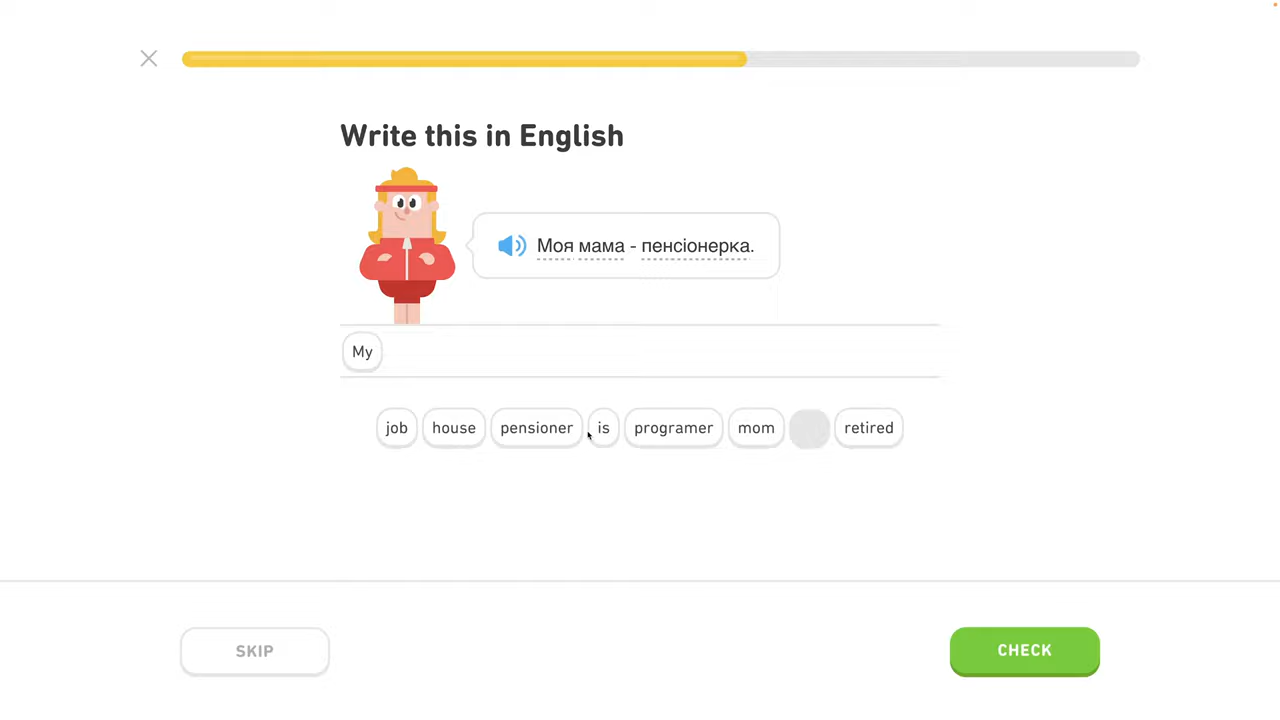 Write this in English
Моя мама - пенсіонерка.
My
job house pensioner is programer mom retired
SKIP CHECK